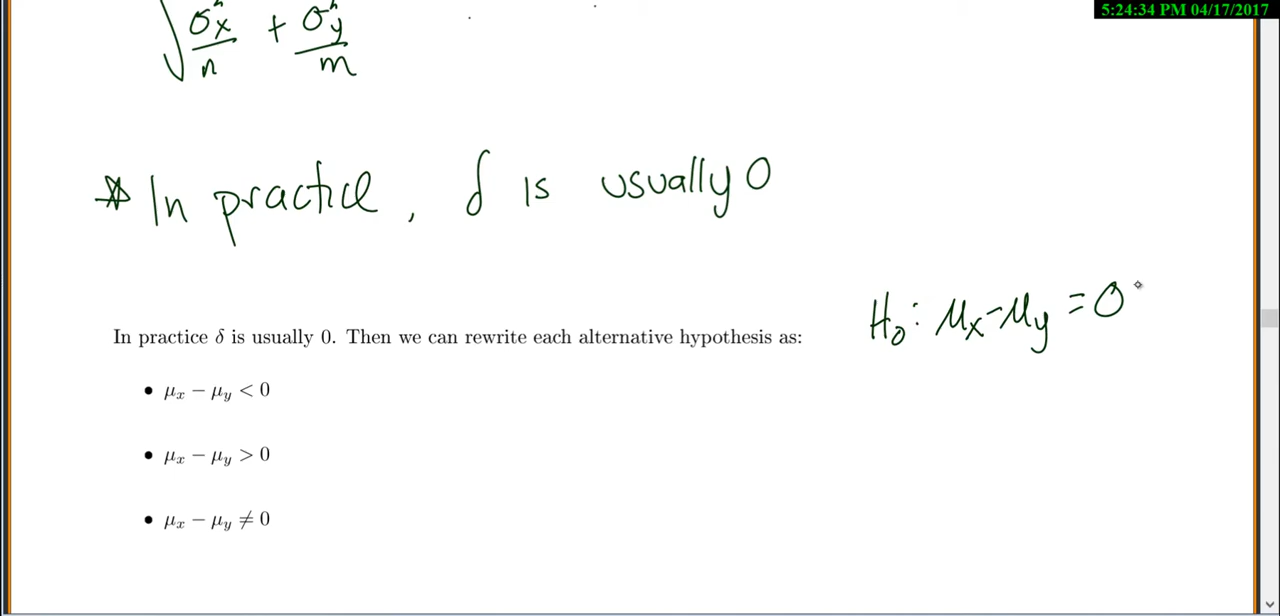 5:24:34 PM 04/17/2017
√(σ²x/n + σ²y/m)
* In practice, δ is usually 0
H₀: μx-μy = 0
In practice δ is usually 0. Then we can rewrite each alternative hypothesis as:
• μx − μy < 0
• μx − μy > 0
• μx − μy ≠ 0